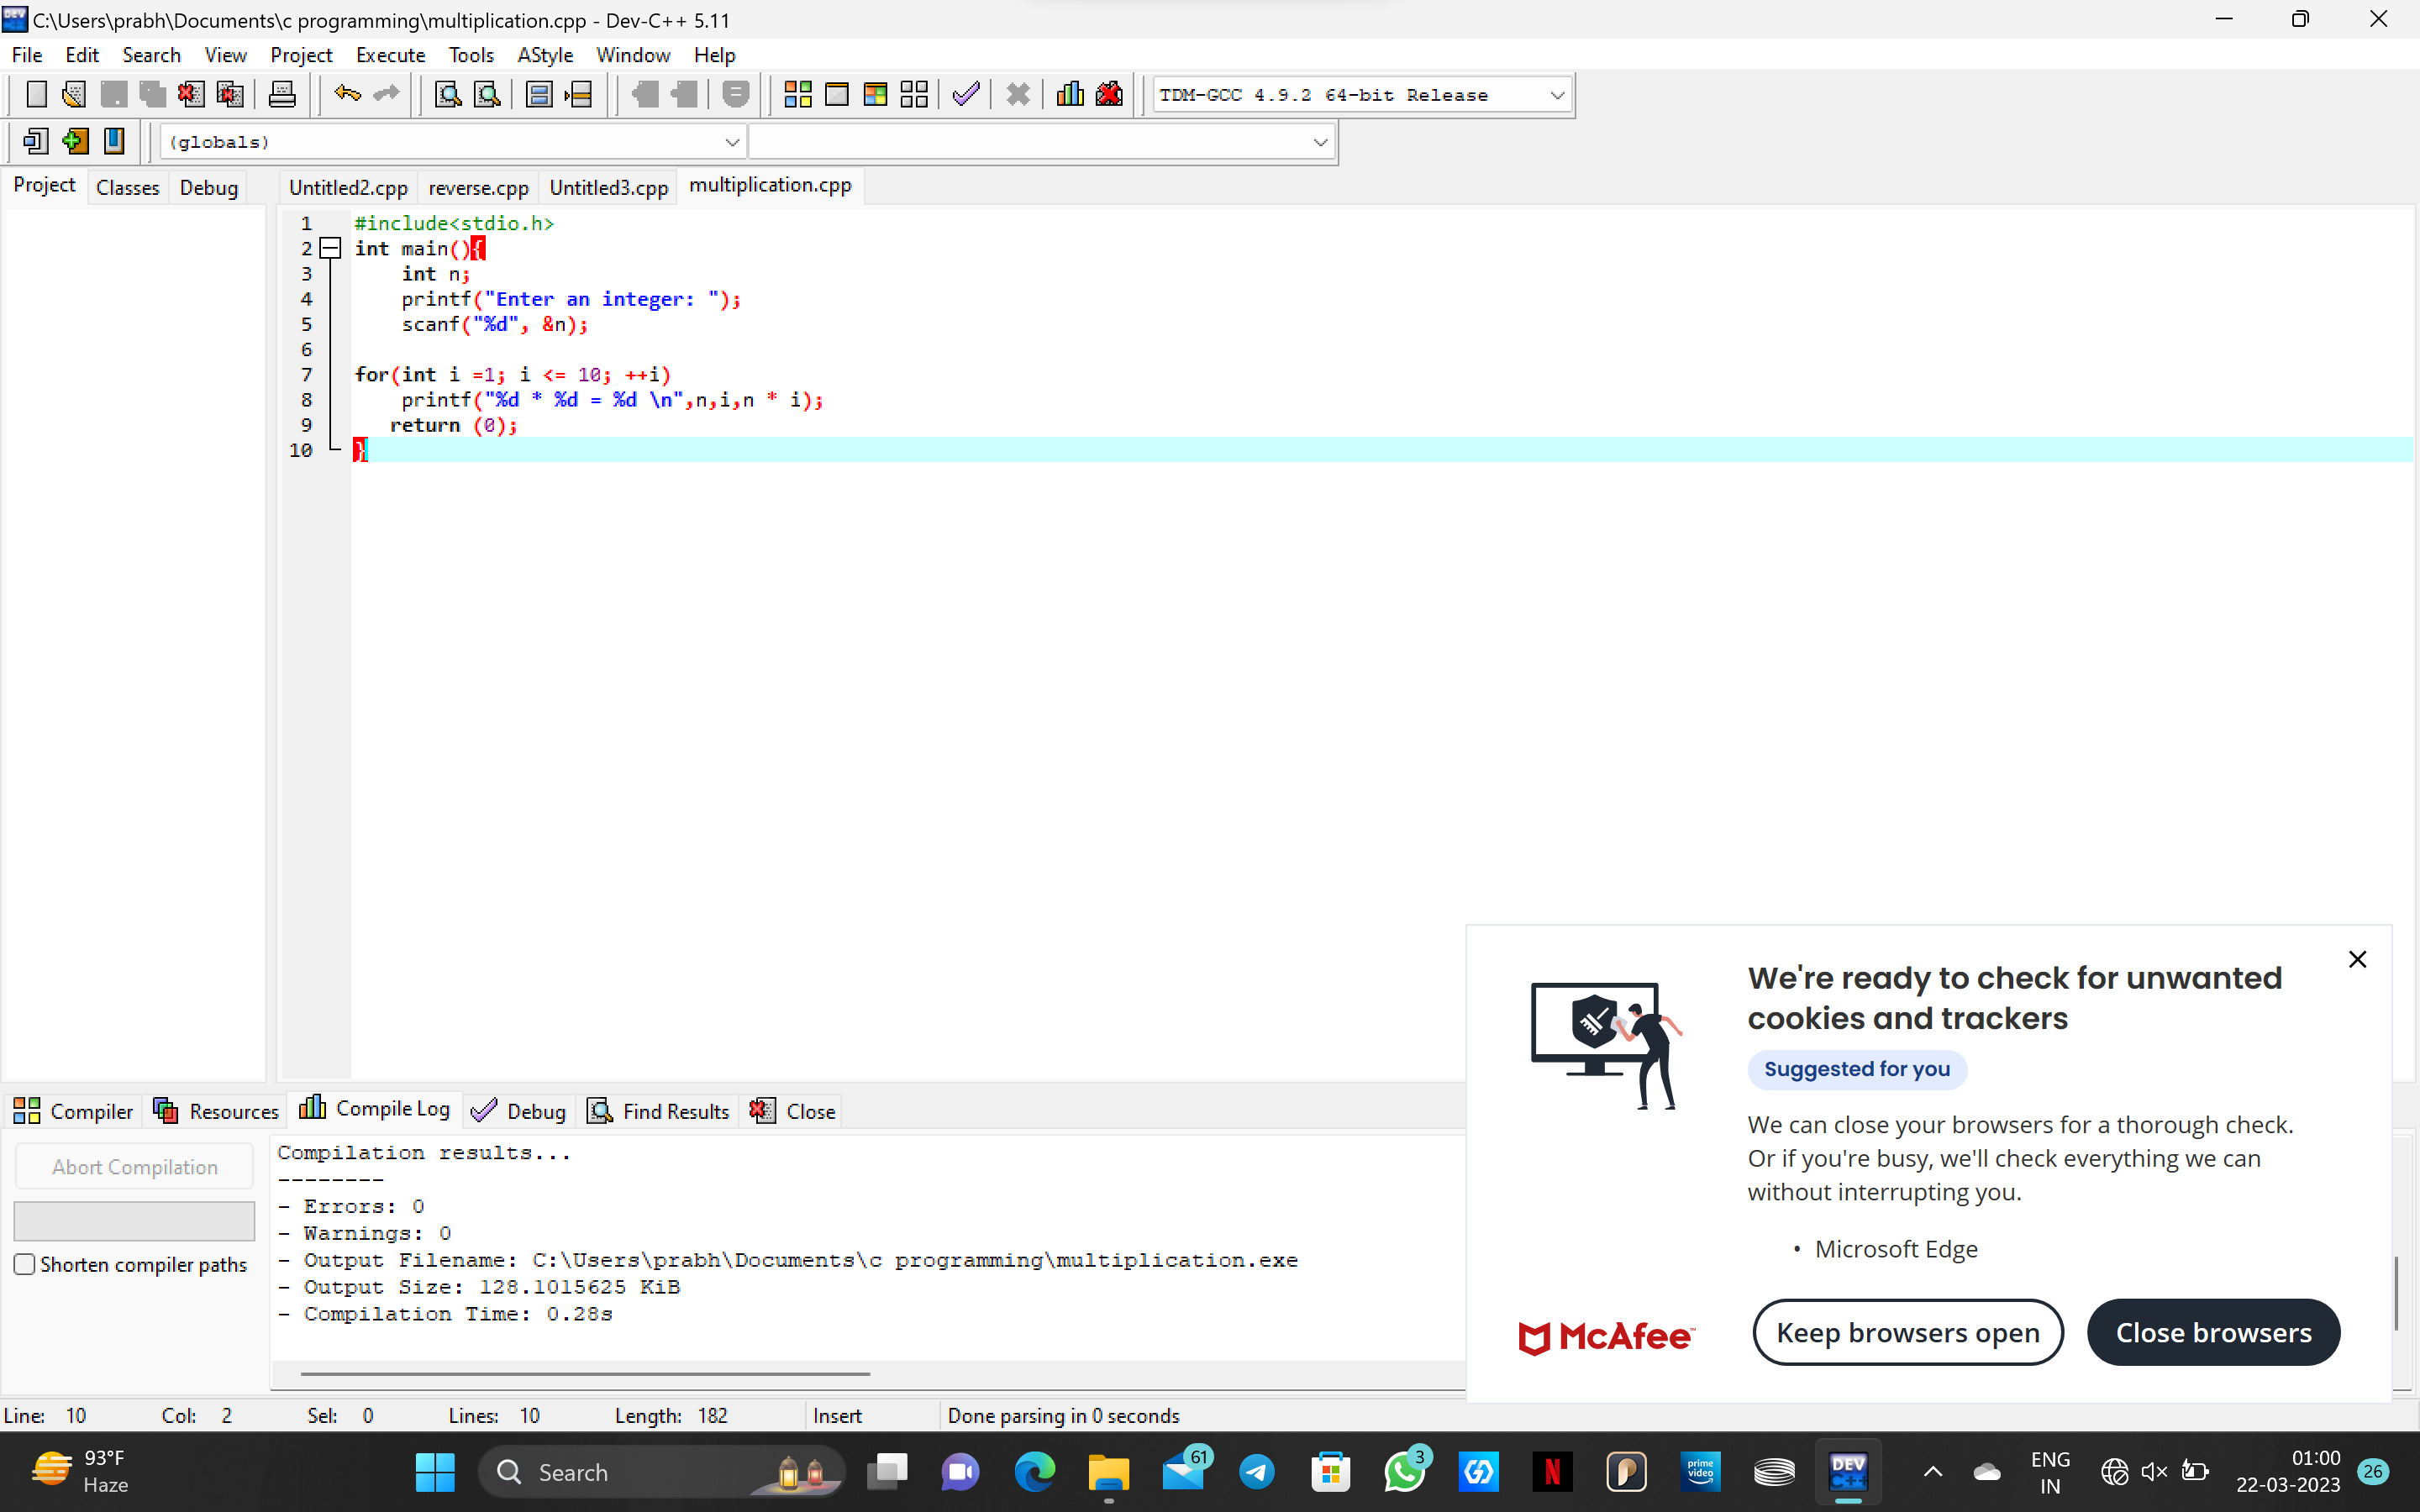 C:\Users\prabh\Documents\c programming\multiplication.cpp - Dev-C++ 5.11
File Edit Search View Project Execute Tools AStyle Window Help
TDM-GCC 4.9.2 64-bit Release
(globals)
Project Classes Debug Untitled2.cpp reverse.cpp Untitled3.cpp multiplication.cpp
1 #include<stdio.h>
2 int main(){
3 int n;
4 printf("Enter an integer: ");
5 scanf("%d", &n);
6
7 for(int i =1; i <= 10; ++i)
8 printf("%d * %d = %d \n",n,i,n * i);
9 return (0);
10 }
We're ready to check for unwanted
cookies and trackers
Suggested for you
We can close your browsers for a thorough check.
Or if you're busy, we'll check everything we can
without interrupting you.
• Microsoft Edge
McAfee™
Keep browsers open Close browsers
Compiler Resources Compile Log Debug Find Results Close
Abort Compilation
Shorten compiler paths
Compilation results...
--------
- Errors: 0
- Warnings: 0
- Output Filename: C:\Users\prabh\Documents\c programming\multiplication.exe
- Output Size: 128.1015625 KiB
- Compilation Time: 0.28s
Line: 10 Col: 2 Sel: 0 Lines: 10 Length: 182 Insert Done parsing in 0 seconds
93°F
Haze
Search
61
3
N
P
prime
video
DEV
C++
ENG
IN
01:00
22-03-2023
26